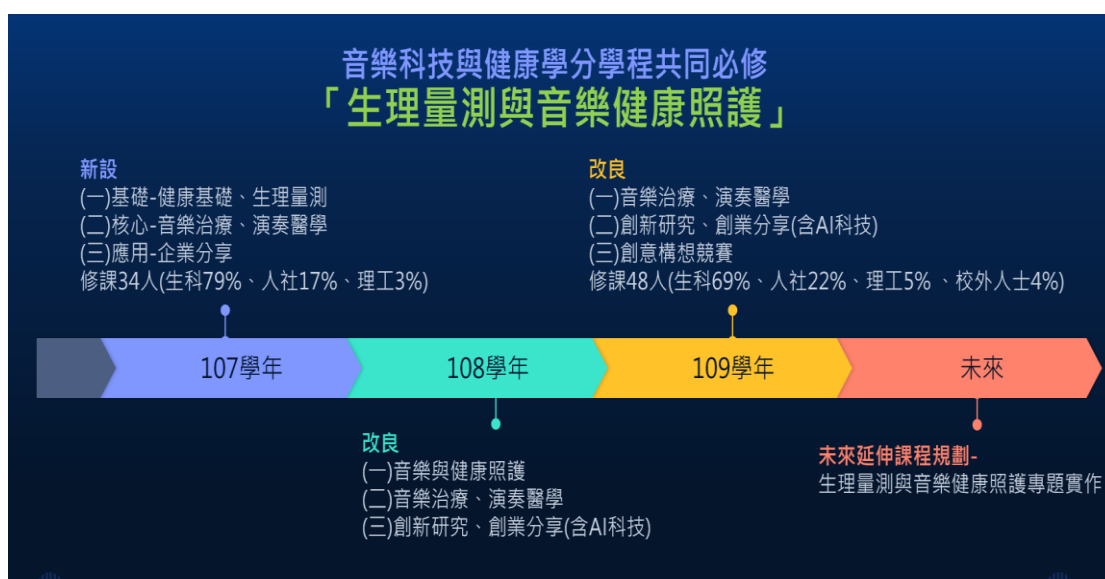 音樂科技與健康學分學程共同必修
「生理量測與音樂健康照護」
新設
(一)基礎-健康基礎、生理量測
(二)核心-音樂治療、演奏醫學
(三)應用-企業分享
修課34人(生科79%、人社17%、理工3%)
改良
(一)音樂治療、演奏醫學
(二)創新研究、創業分享(含AI科技)
(三)創意構想競賽
修課48人(生科69%、人社22%、理工5% 、校外人士4%)
107學年
108學年
109學年
未來
改良
(一)音樂與健康照護
(二)音樂治療、演奏醫學
(三)創新研究、創業分享(含AI科技)
未來延伸課程規劃-
生理量測與音樂健康照護專題實作